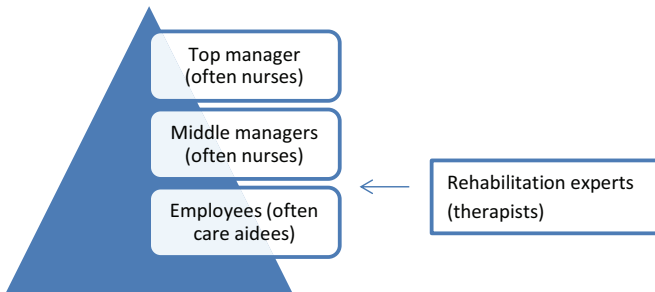 Top manager
(often nurses)
Middle managers
(often nurses)
Employees (often
care aidees)
Rehabilitation experts
(therapists)